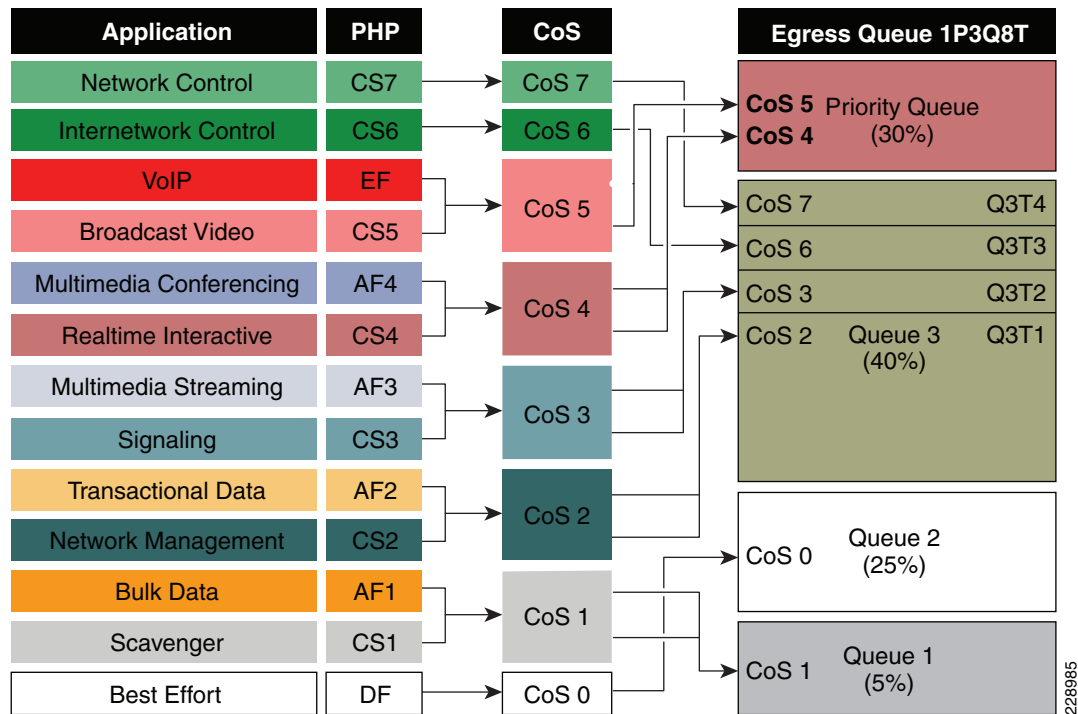 Application PHP CoS Egress Queue 1P3Q8T
Network Control CS7 CoS 7
Internetwork Control CS6 CoS 6
VoIP EF
CoS 5
Broadcast Video CS5
Multimedia Conferencing AF4
CoS 4
Realtime Interactive CS4
Multimedia Streaming AF3
CoS 3
Signaling CS3
Transactional Data AF2
CoS 2
Network Management CS2
Bulk Data AF1
CoS 1
Scavenger CS1
Best Effort DF CoS 0
CoS 5 Priority Queue
CoS 4 (30%)
CoS 7 Q3T4
CoS 6 Q3T3
CoS 3 Q3T2
CoS 2 Queue 3 Q3T1
(40%)
CoS 0 Queue 2
(25%)
CoS 1 Queue 1
(5%)
228985